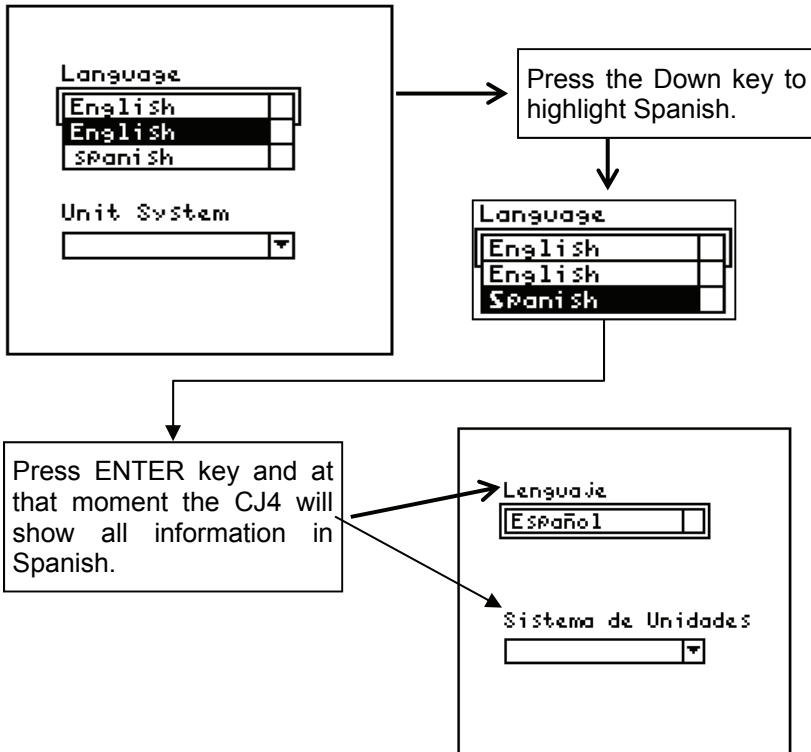 Language
English
English
spanish
Unit System
Press the Down key to
highlight Spanish.
Language
English
English
Spanish
Press ENTER key and at
that moment the CJ4 will
show all information in
Spanish.
Lenguaje
Español
Sistema de Unidades